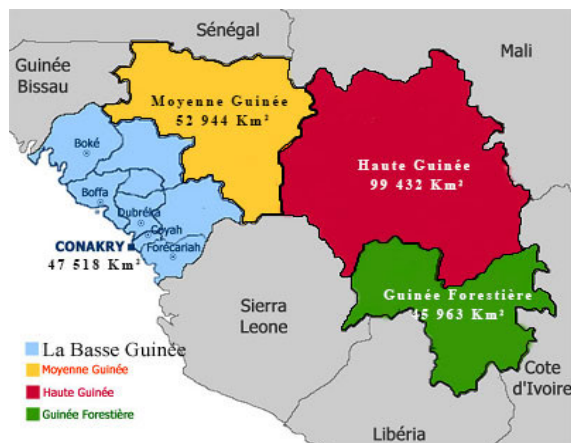 Sénégal
Mali
Guinée
Bissau
Moyenne Guinée
52 944 Km²
Boké
Haute Guinée
99 432 Km²
Boffa
Dubréka
Coyah
CONAKRY
Forécariah
47 518 Km²
Guinée Forestière
45 963 Km²
Sierra
Leone
La Basse Guinée
Moyenne Guinée
Haute Guinée
Guinée Forestière
Cote
d'Ivoire
Libéria